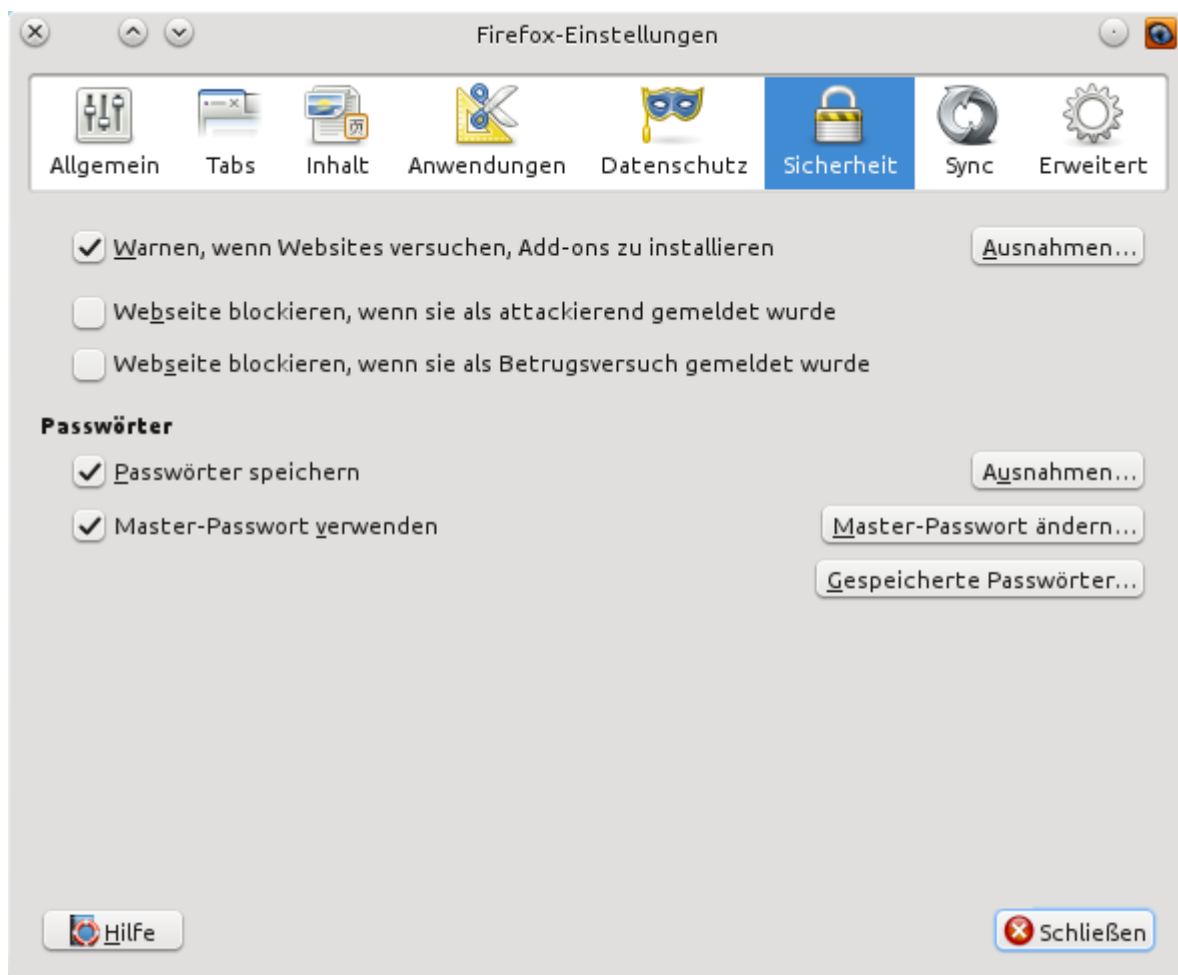 Firefox-Einstellungen
Allgemein Tabs Inhalt Anwendungen Datenschutz Sicherheit Sync Erweitert
Warnen, wenn Websites versuchen, Add-ons zu installieren Ausnahmen...
Webseite blockieren, wenn sie als attackierend gemeldet wurde
Webseite blockieren, wenn sie als Betrugsversuch gemeldet wurde
Passwörter
Passwörter speichern Ausnahmen...
Master-Passwort verwenden Master-Passwort ändern...
Gespeicherte Passwörter...
Hilfe Schließen